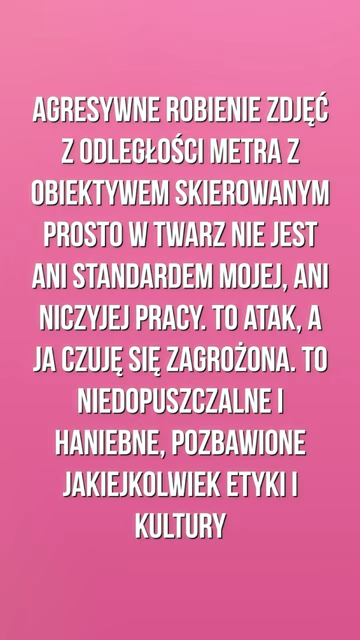 AGRESYWNE ROBIENIE ZDJĘĆ
Z ODLEGŁOŚCI METRA Z
OBIEKTYWEM SKIEROWANYM
PROSTO W TWARZ NIE JEST
ANI STANDARDEM MOJEJ, ANI
NICZYJEJ PRACY. TO ATAK, A
JA CZUJĘ SIĘ ZAGROŻONA. TO
NIEDOPUSZCZALNE I
HANIEBNE, POZBAWIONE
JAKIEJKOLWIEK ETYKI I
KULTURY